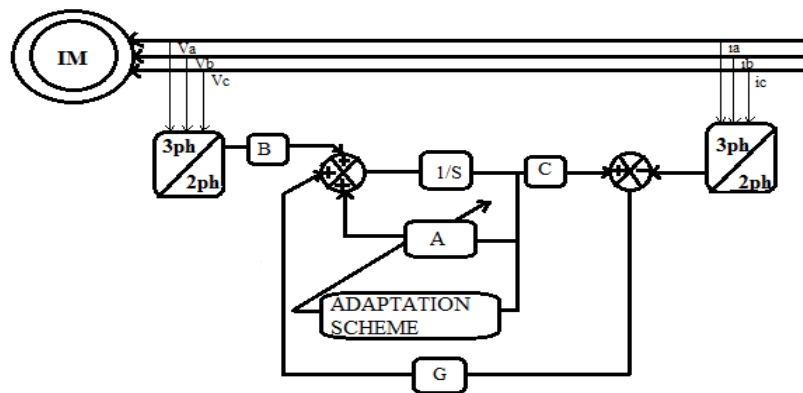 IM
Va
Vb
Vc
ia
ib
ic
3ph
2ph
B
+
+
+
1/S
C
+
−
3ph
2ph
A
ADAPTATION
SCHEME
G